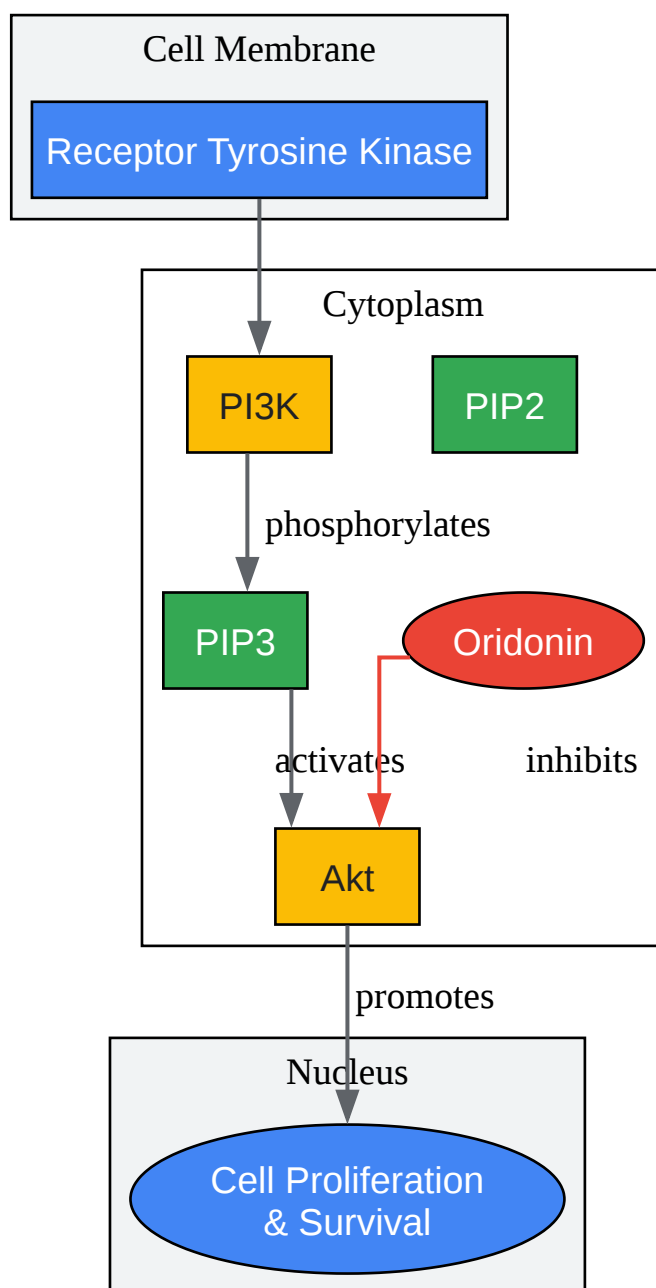 Cell Membrane
Receptor Tyrosine Kinase
Cytoplasm
PI3K
PIP2
phosphorylates
PIP3
Oridonin
activates
inhibits
Akt
promotes
Nucleus
Cell Proliferation
& Survival